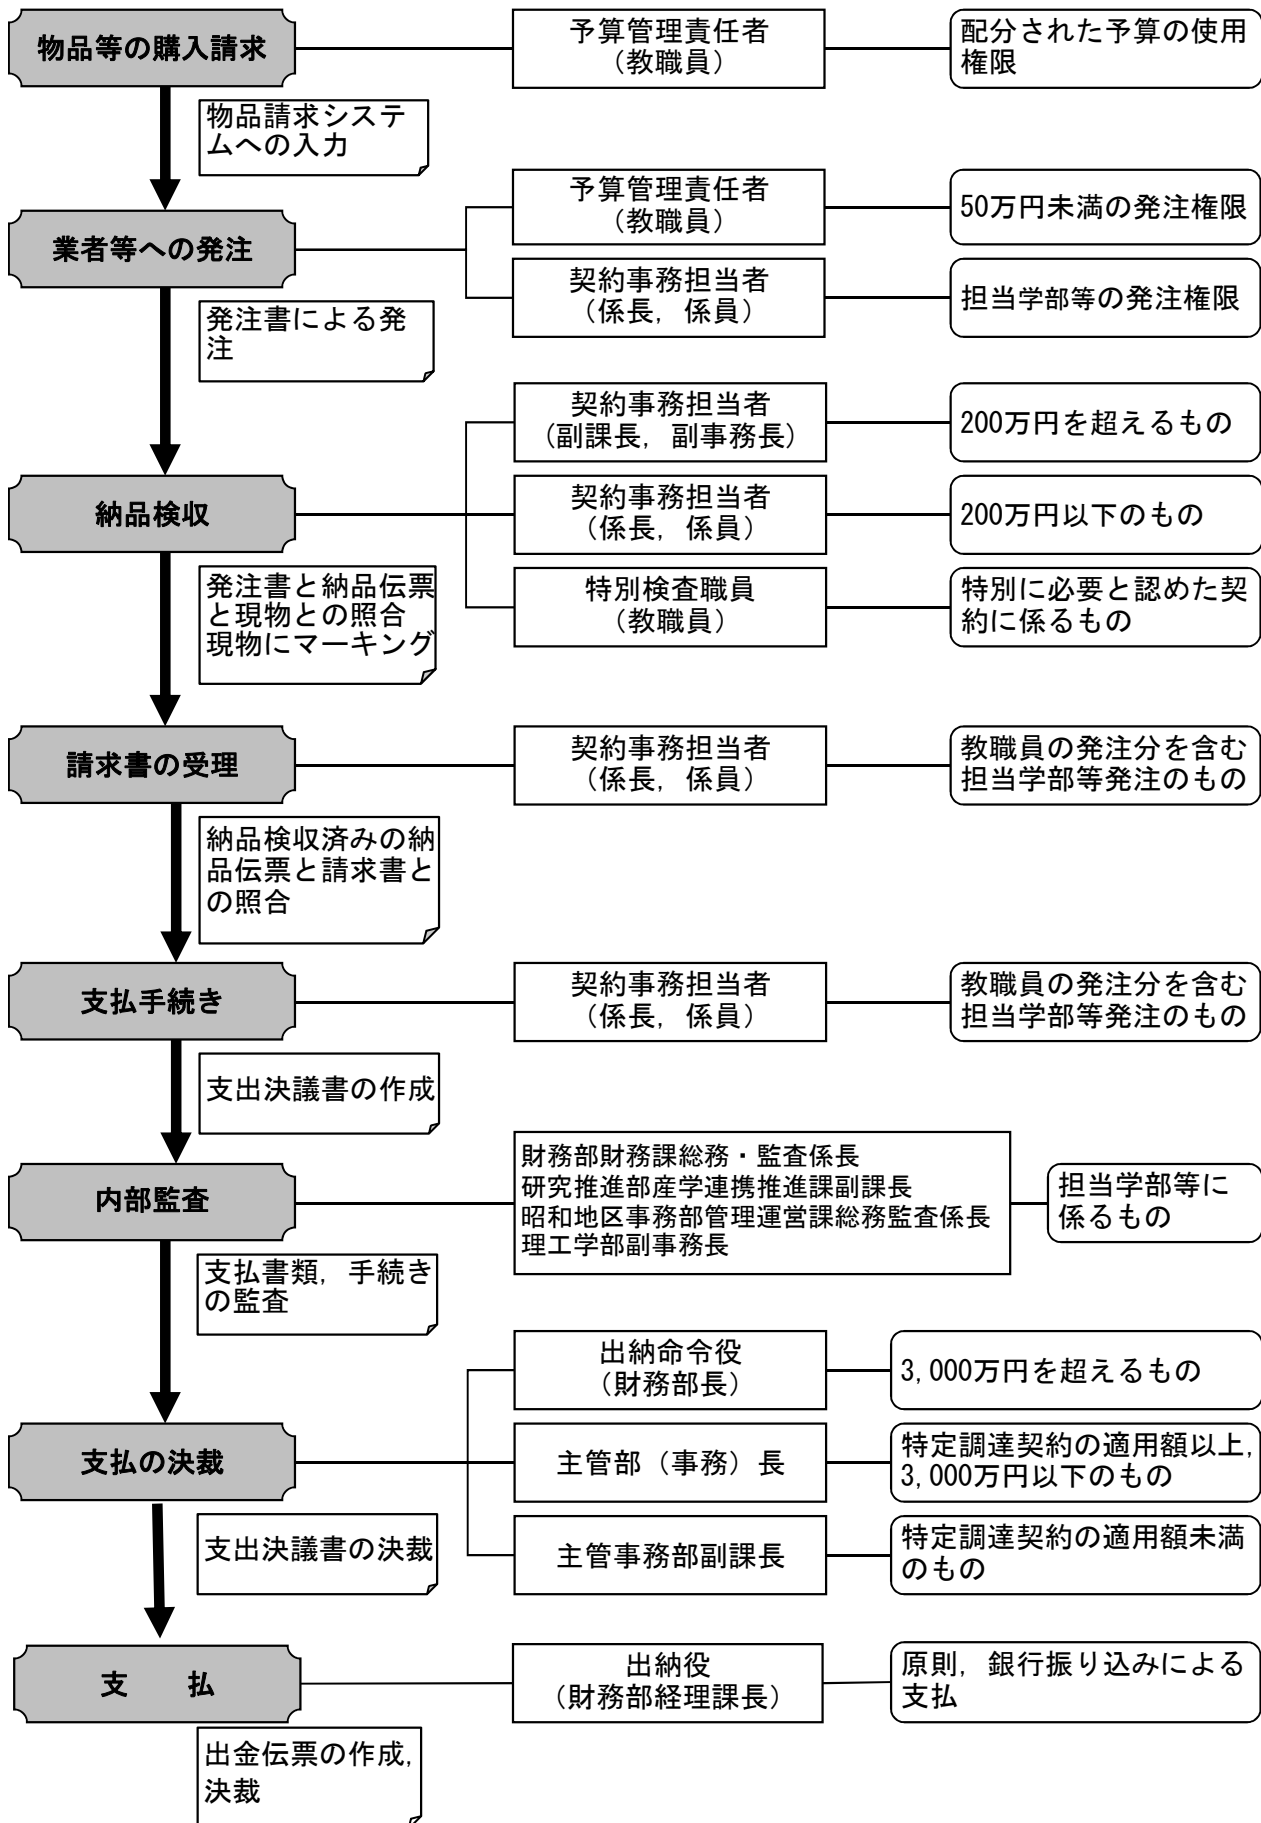 物品等の購入請求
予算管理責任者
（教職員）
配分された予算の使用
権限
物品請求システ
ムへの入力
業者等への発注
予算管理責任者
（教職員）
50万円未満の発注権限
契約事務担当者
（係長，係員）
担当学部等の発注権限
発注書による発
注
納品検収
契約事務担当者
（副課長，副事務長）
200万円を超えるもの
契約事務担当者
（係長，係員）
200万円以下のもの
特別検査職員
（教職員）
特別に必要と認めた契
約に係るもの
発注書と納品伝票
と現物との照合
現物にマーキング
請求書の受理
契約事務担当者
（係長，係員）
教職員の発注分を含む
担当学部等発注のもの
納品検収済みの納
品伝票と請求書と
の照合
支払手続き
契約事務担当者
（係長，係員）
教職員の発注分を含む
担当学部等発注のもの
支出決議書の作成
内部監査
財務部財務課総務・監査係長
研究推進部産学連携推進課副課長
昭和地区事務部管理運営課総務監査係長
理工学部副事務長
担当学部等に
係るもの
支払書類，手続き
の監査
支払の決裁
出納命令役
（財務部長）
3,000万円を超えるもの
主管部（事務）長
特定調達契約の適用額以上，
3,000万円以下のもの
主管事務部副課長
特定調達契約の適用額未満
のもの
支出決議書の決裁
支　　払
出納役
（財務部経理課長）
原則，銀行振り込みによる
支払
出金伝票の作成，
決裁